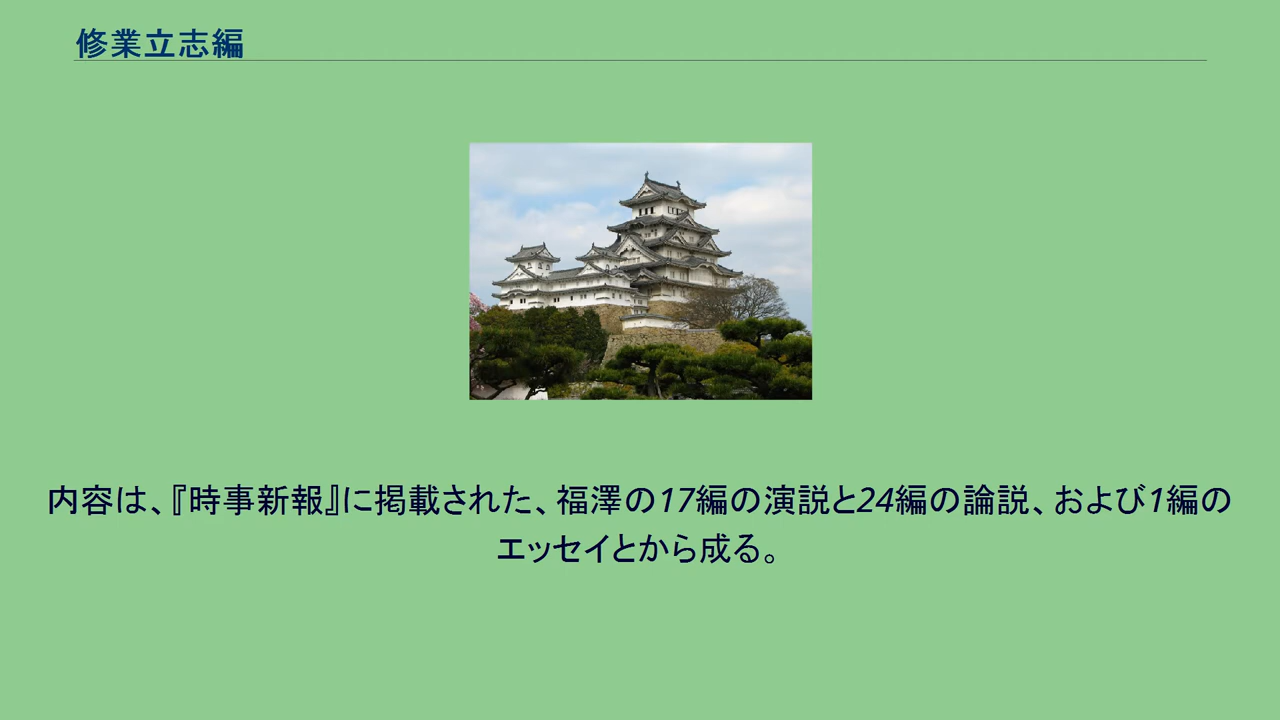 修業立志編
内容は、『時事新報』に掲載された、福澤の17編の演説と24編の論説、および1編の
エッセイとから成る。